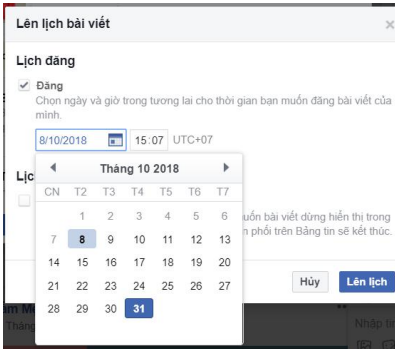 Lên lịch bài viết ×
Lịch đăng
Đăng
Chọn ngày và giờ trong tương lai cho thời gian bạn muốn đăng bài viết của
mình.
8/10/2018 15:07 UTC+07
Tháng 10 2018
CN T2 T3 T4 T5 T6 T7
1 2 3 4 5 6
7 8 9 10 11 12 13
14 15 16 17 18 19 20
21 22 23 24 25 26 27
28 29 30 31
Lịc
uốn bài viết dừng hiển thị trong
n phối trên Bảng tin sẽ kết thúc.
Hủy Lên lịch
Tháng
Nhập tin